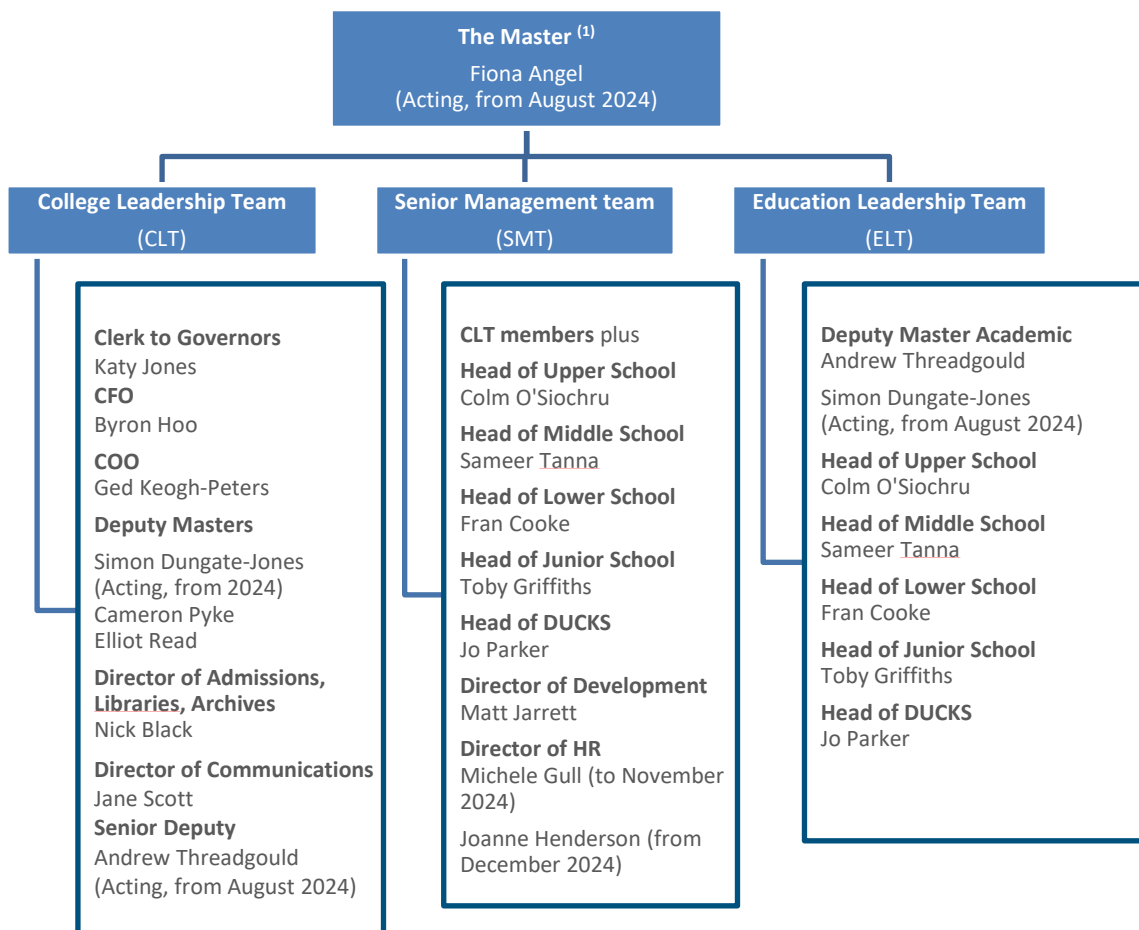 The Master (1)
Fiona Angel
(Acting, from August 2024)
College Leadership Team
(CLT)
Senior Management team
(SMT)
Education Leadership Team
(ELT)
Clerk to Governors
Katy Jones
CFO
Byron Hoo
COO
Ged Keogh-Peters
Deputy Masters
Simon Dungate-Jones
(Acting, from 2024)
Cameron Pyke
Elliot Read
Director of Admissions,
Libraries, Archives
Nick Black
Director of Communications
Jane Scott
Senior Deputy
Andrew Threadgould
(Acting, from August 2024)
CLT members plus
Head of Upper School
Colm O'Siochru
Head of Middle School
Sameer Tanna
Head of Lower School
Fran Cooke
Head of Junior School
Toby Griffiths
Head of DUCKS
Jo Parker
Director of Development
Matt Jarrett
Director of HR
Michele Gull (to November
2024)
Joanne Henderson (from
December 2024)
Deputy Master Academic
Andrew Threadgould
Simon Dungate-Jones
(Acting, from August 2024)
Head of Upper School
Colm O'Siochru
Head of Middle School
Sameer Tanna
Head of Lower School
Fran Cooke
Head of Junior School
Toby Griffiths
Head of DUCKS
Jo Parker